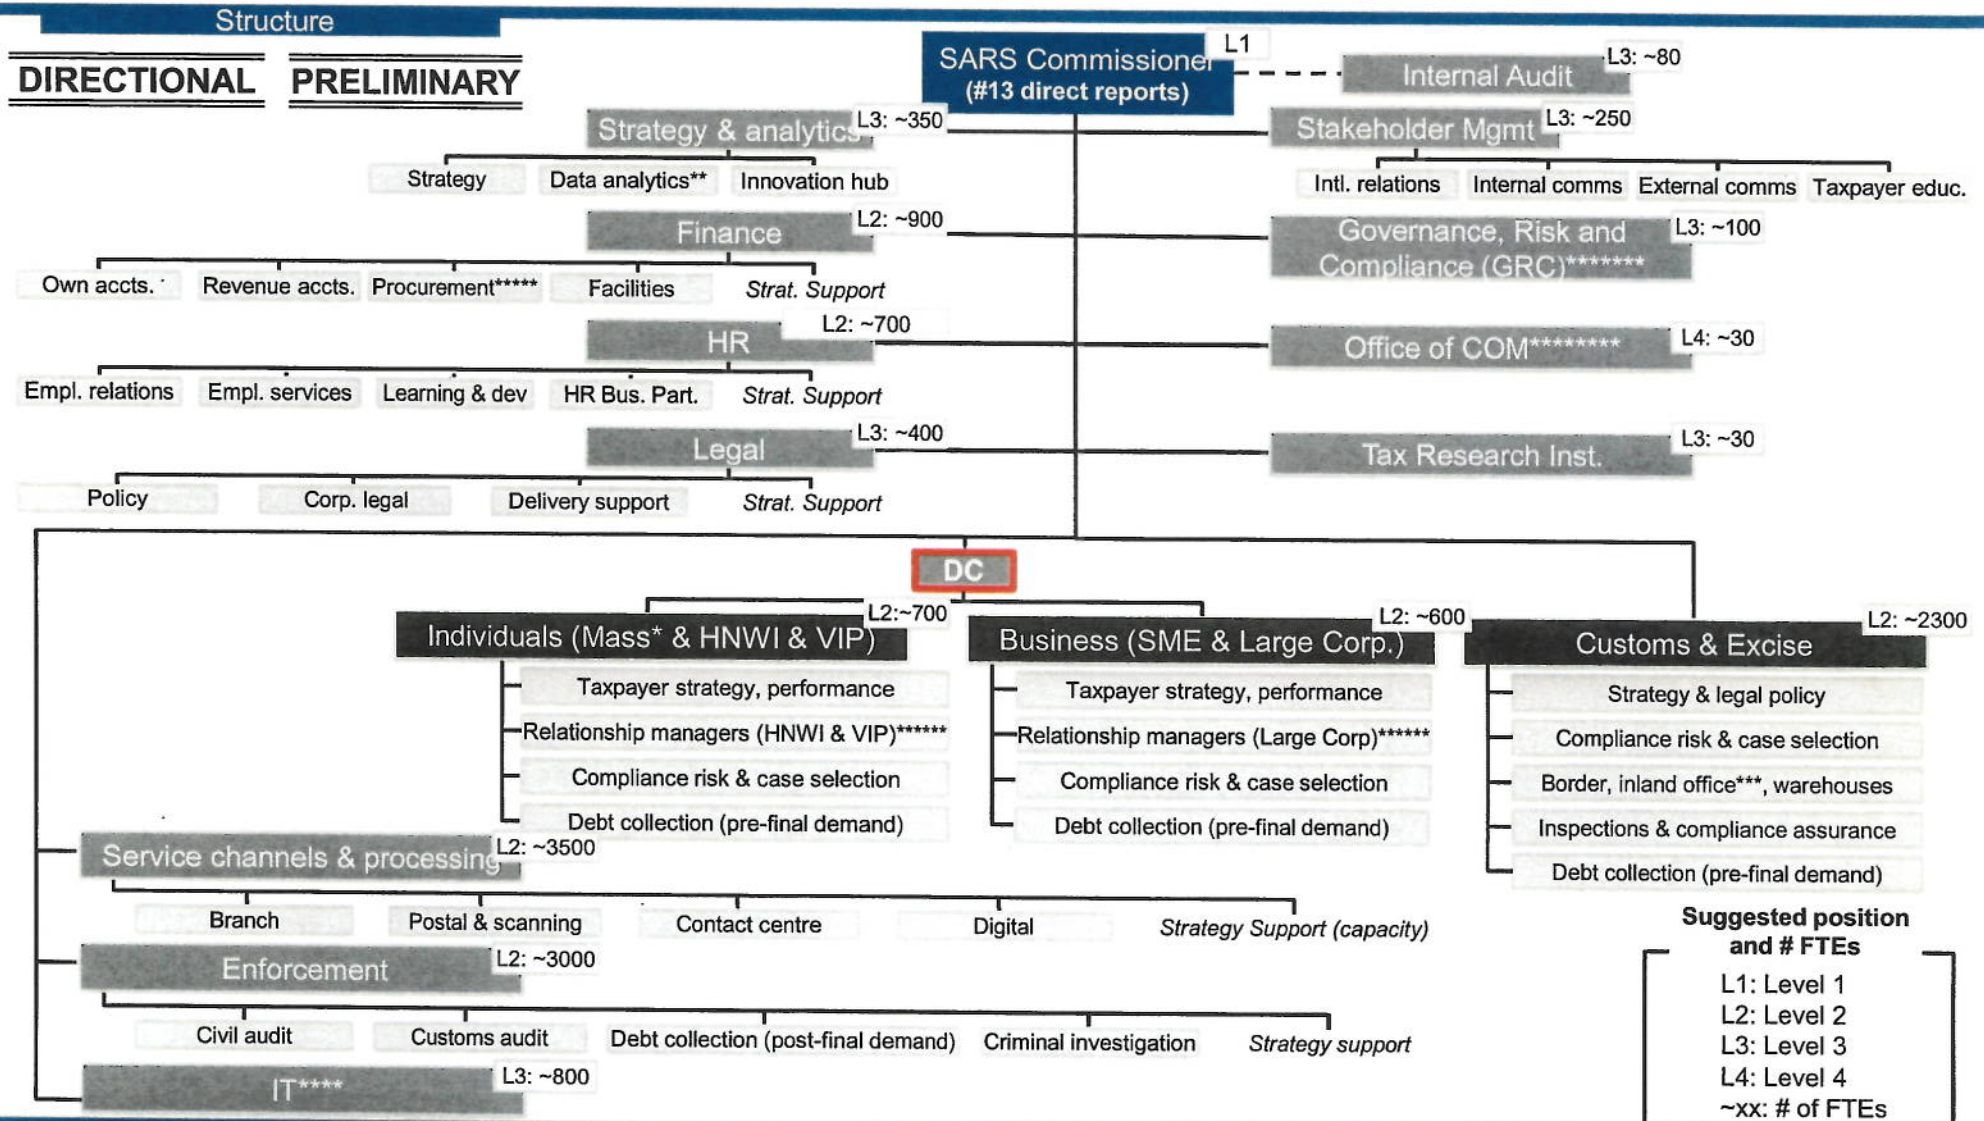 Structure
DIRECTIONAL PRELIMINARY
SARS Commissioner
(#13 direct reports)
L1
Internal Audit
L3: ~80
Strategy & analytics
L3: ~350
Strategy
Data analytics**
Innovation hub
Stakeholder Mgmt
L3: ~250
Intl. relations
Internal comms
External comms
Taxpayer educ.
Finance
L2: ~900
Own accts.
Revenue accts.
Procurement*****
Facilities
Strat. Support
Governance, Risk and
Compliance (GRC)*******
L3: ~100
HR
L2: ~700
Empl. relations
Empl. services
Learning & dev
HR Bus. Part.
Strat. Support
Office of COM********
L4: ~30
Legal
L3: ~400
Policy
Corp. legal
Delivery support
Strat. Support
Tax Research Inst.
L3: ~30
DC
Individuals (Mass* & HNWI & VIP)
L2:~700
Taxpayer strategy, performance
Relationship managers (HNWI & VIP)******
Compliance risk & case selection
Debt collection (pre-final demand)
Business (SME & Large Corp.)
L2: ~600
Taxpayer strategy, performance
Relationship managers (Large Corp)******
Compliance risk & case selection
Debt collection (pre-final demand)
Customs & Excise
L2: ~2300
Strategy & legal policy
Compliance risk & case selection
Border, inland office***, warehouses
Inspections & compliance assurance
Debt collection (pre-final demand)
Service channels & processing
L2: ~3500
Branch
Postal & scanning
Contact centre
Digital
Strategy Support (capacity)
Enforcement
L2: ~3000
Civil audit
Customs audit
Debt collection (post-final demand)
Criminal investigation
Strategy support
IT****
L3: ~800
Suggested position
and # FTEs
L1: Level 1
L2: Level 2
L3: Level 3
L4: Level 4
~xx: # of FTEs